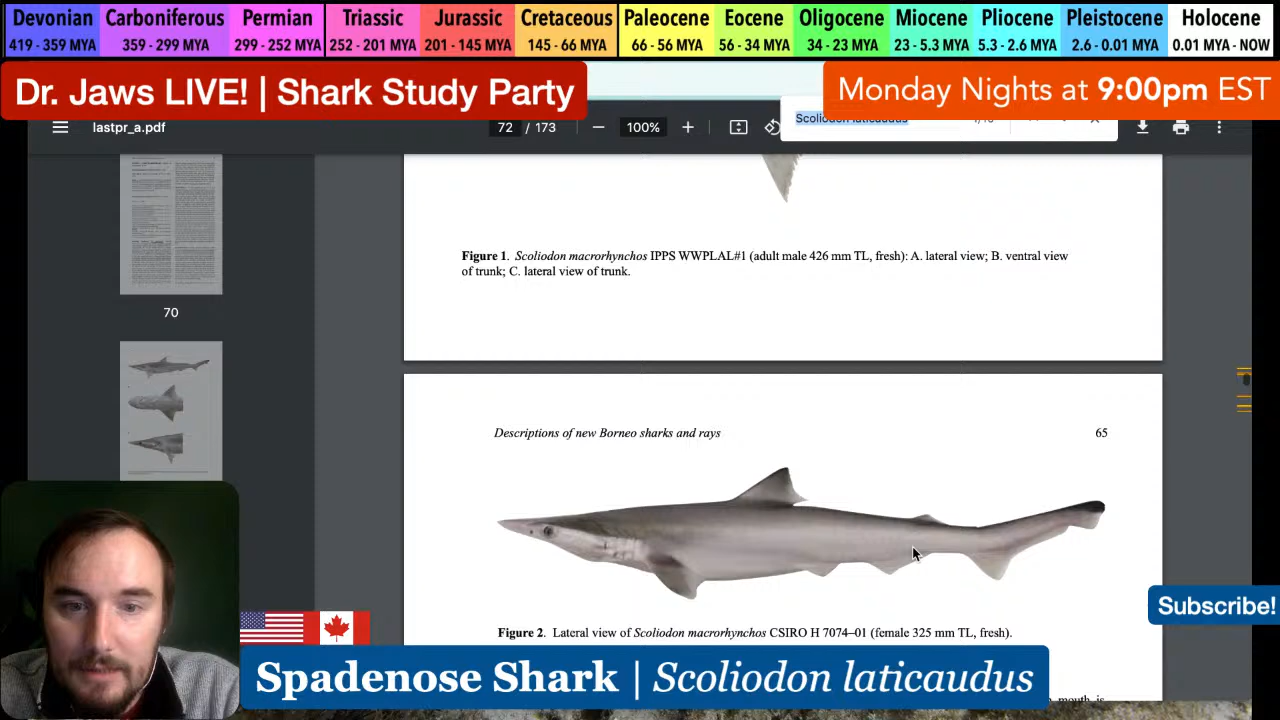 Devonian Carboniferous Permian Triassic Jurassic Cretaceous Paleocene Eocene Oligocene Miocene Pliocene Pleistocene Holocene
419 - 359 MYA 359 - 299 MYA 299 - 252 MYA 252 - 201 MYA 201 - 145 MYA 145 - 66 MYA 66 - 56 MYA 56 - 34 MYA 34 - 23 MYA 23 - 5.3 MYA 5.3 - 2.6 MYA 2.6 - 0.01 MYA 0.01 MYA - NOW
Dr. Jaws LIVE! | Shark Study Party
Monday Nights at 9:00pm EST
lastpr_a.pdf
72 / 173
100%
Scoliodon laticaudus
Figure 1. Scoliodon macrorhynchos IPPS WWPLAL#1 (adult male 426 mm TL, fresh): A. lateral view; B. ventral view
of trunk; C. lateral view of trunk.
70
Descriptions of new Borneo sharks and rays 65
Figure 2. Lateral view of Scoliodon macrorhynchos CSIRO H 7074–01 (female 325 mm TL, fresh).
Subscribe!
Spadenose Shark | Scoliodon laticaudus
mouth is